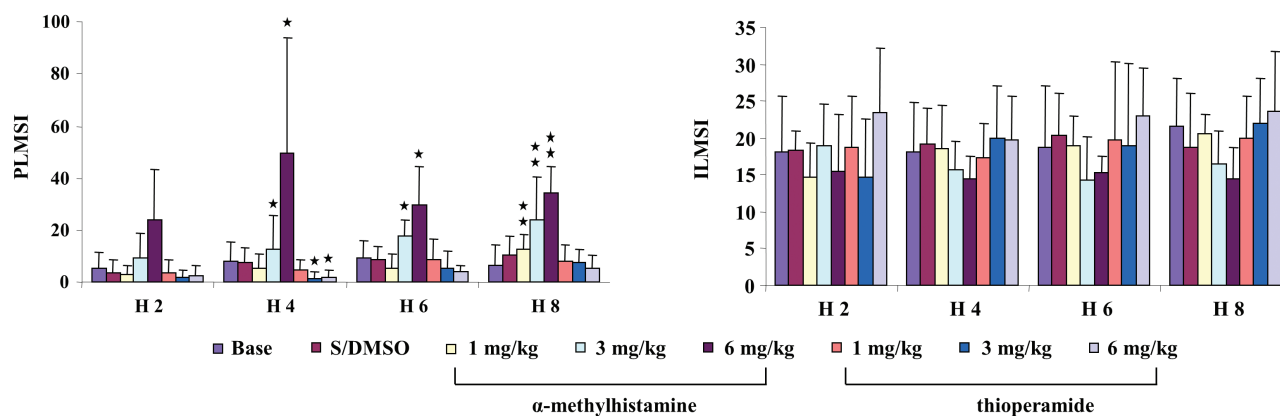 PLMSI
100
80
60
40
20
0
H 2
H 4
H 6
H 8
★
★
★
★
★
★
★
★
★
★
★
★
ILMSI
35
30
25
20
15
10
5
0
H 2
H 4
H 6
H 8
Base
S/DMSO
1 mg/kg
3 mg/kg
6 mg/kg
1 mg/kg
3 mg/kg
6 mg/kg
α-methylhistamine
thioperamide